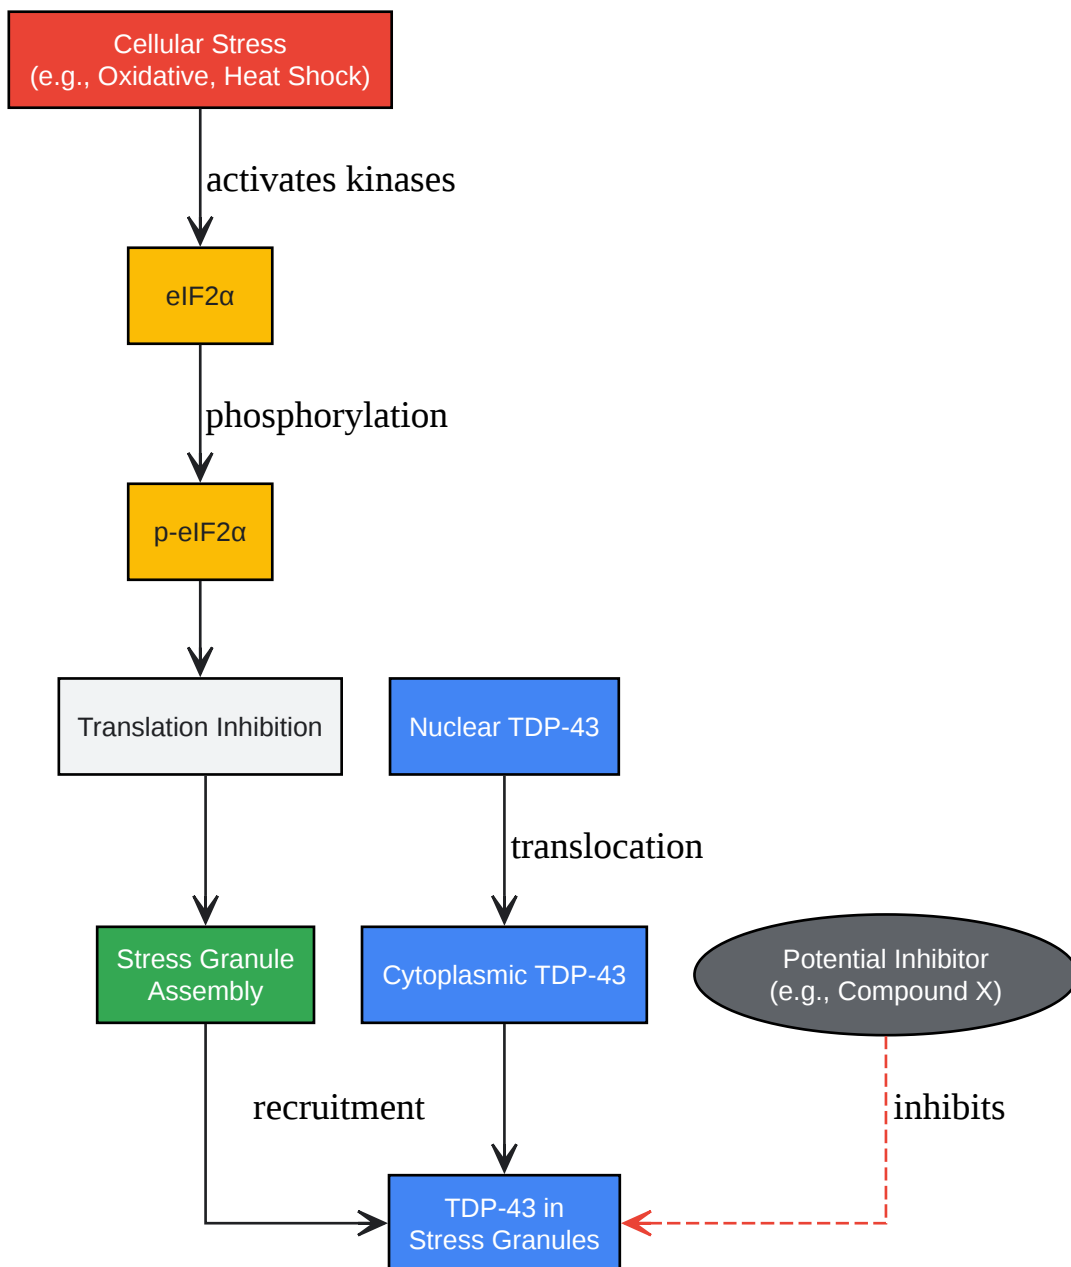 Cellular Stress
(e.g., Oxidative, Heat Shock)
activates kinases
eIF2α
phosphorylation
p-eIF2α
Translation Inhibition
Nuclear TDP-43
translocation
Stress Granule
Assembly
Cytoplasmic TDP-43
Potential Inhibitor
(e.g., Compound X)
recruitment
inhibits
TDP-43 in
Stress Granules